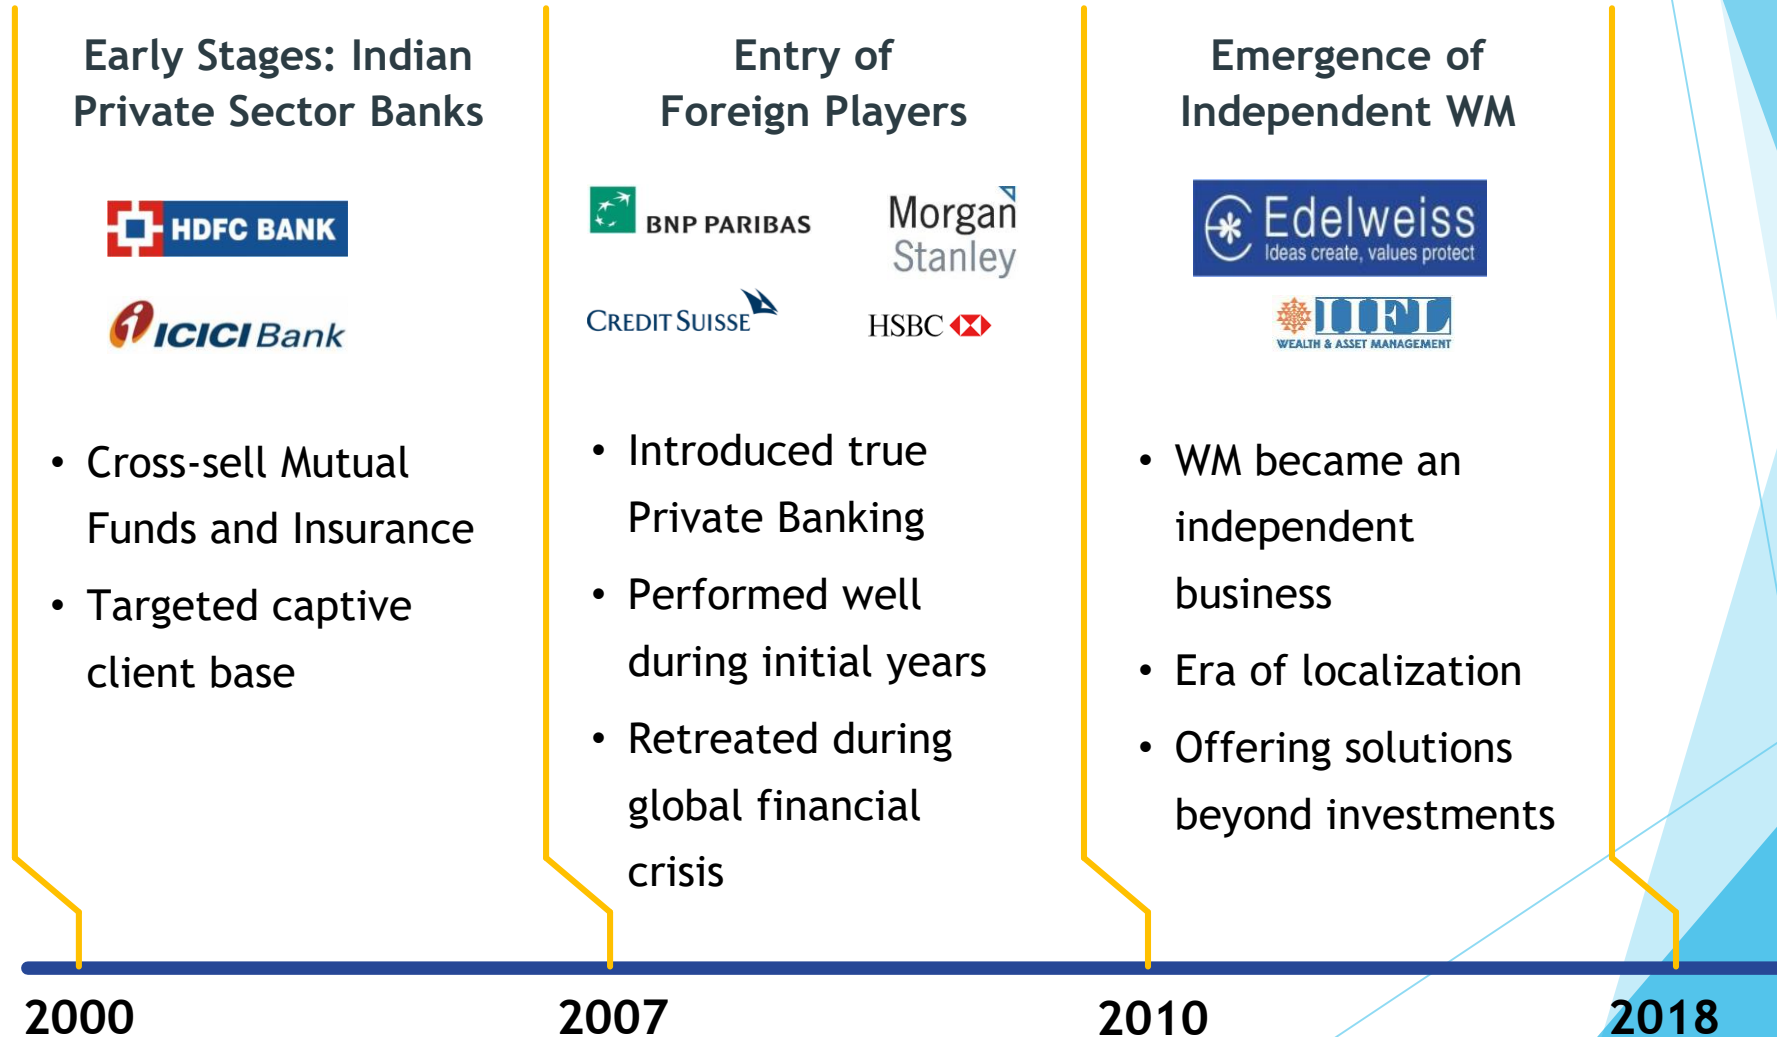 Early Stages: Indian
Private Sector Banks
HDFC BANK
ICICI Bank
• Cross-sell Mutual
Funds and Insurance
• Targeted captive
client base
Entry of
Foreign Players
BNP PARIBAS
Morgan
Stanley
CREDIT SUISSE
HSBC
• Introduced true
Private Banking
• Performed well
during initial years
• Retreated during
global financial
crisis
Emergence of
Independent WM
Edelweiss
Ideas create, values protect
IIFL
WEALTH & ASSET MANAGEMENT
• WM became an
independent
business
• Era of localization
• Offering solutions
beyond investments
2000
2007
2010
2018